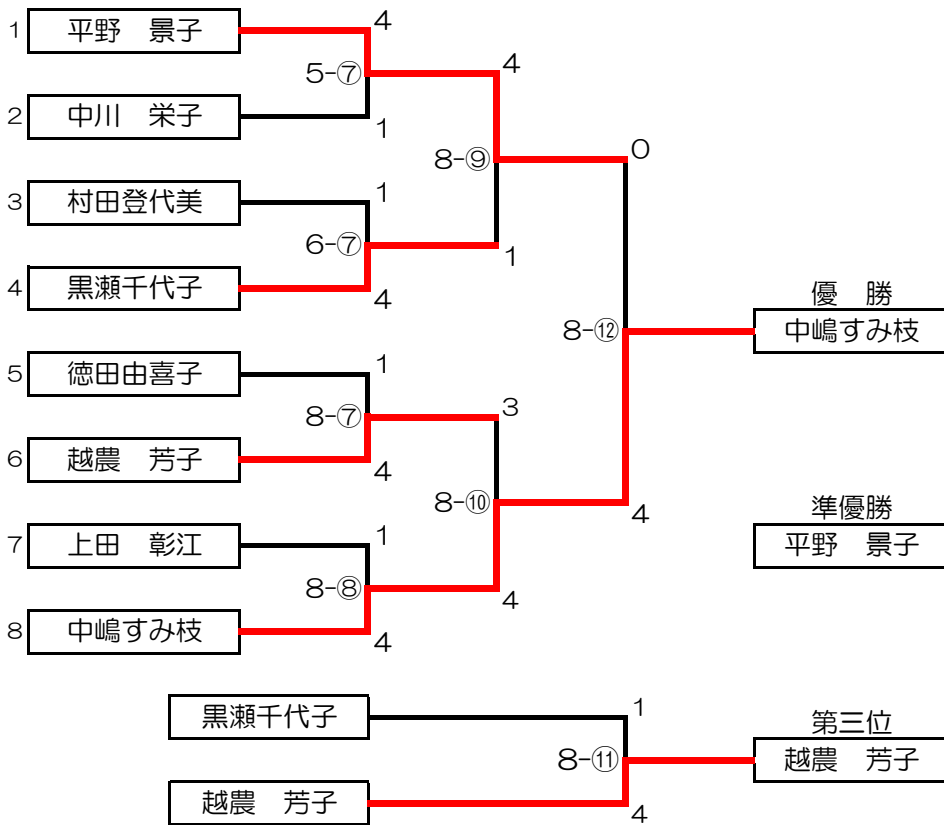 1 平野　景子 4
5-⑦ 4
2 中川　栄子 1
8-⑨ 0
3 村田登代美 1
6-⑦ 1
4 黒瀬千代子 4
優　勝
8-⑫ 中嶋すみ枝
5 徳田由喜子 1
8-⑦ 3
6 越農　芳子 4
8-⑩ 4
準優勝
7 上田　彰江 1
平野　景子
8-⑧ 4
8 中嶋すみ枝 4
黒瀬千代子 1
第三位
8-⑪ 越農　芳子
越農　芳子 4